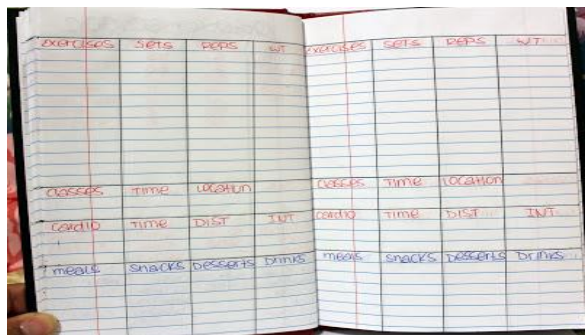 exercises SETS REPS WT
classes TIME Location
cardio TIME DIST INT
meals snacks Desserts Drinks
exercises SETS REPS WT
classes TIME Location
cardio TIME DIST INT
meals snacks Desserts Drinks